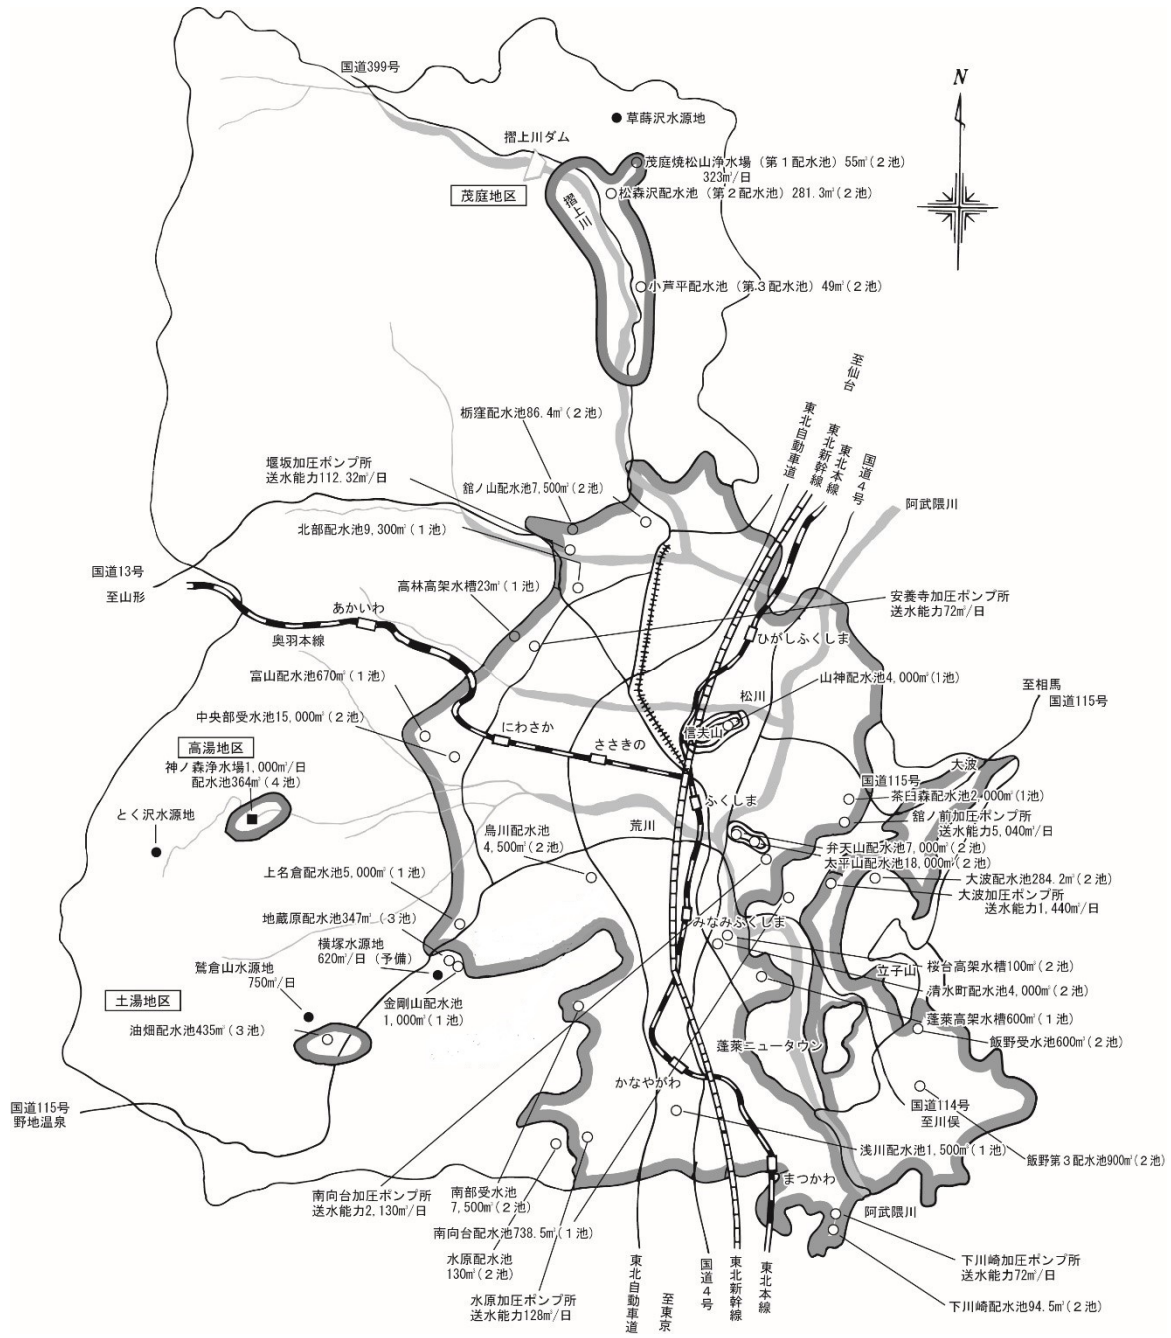 国道399号
N
草蒔沢水源地
摺上川ダム
茂庭焼松山浄水場（第１配水池）55㎥（2池）
323㎥/日
茂庭地区
松森沢配水池（第２配水池）281.3㎥（2池）
摺上川
小芦平配水池（第３配水池）49㎥（2池）
至仙台
東北自動車道
東北新幹線
東北本線
国道4号
栃窪配水池86.4㎥（2池）
堰坂加圧ポンプ所
送水能力112.32㎥/日
舘ノ山配水池7,500㎥（2池）
阿武隈川
北部配水池9,300㎥（1池）
国道13号
至山形
高林高架水槽23㎥（1池）
安養寺加圧ポンプ所
送水能力72㎥/日
あかいわ
奥羽本線
ひがしふくしま
富山配水池670㎥（1池）
山神配水池4,000㎥（1池）
松川
至相馬
国道115号
中央部受水池15,000㎥（2池）
にわさか
ささきの
信夫山
高湯地区
神ノ森浄水場1,000㎥/日
配水池364㎥（4池）
大波
国道115号
茶臼森配水池2,000㎥（1池）
とく沢水源地
ふくしま
舘ノ前加圧ポンプ所
送水能力5,040㎥/日
鳥川配水池
4,500㎥（2池）
荒川
弁天山配水池7,000㎥（2池）
太平山配水池18,000㎥（2池）
上名倉配水池5,000㎥（1池）
大波配水池284.2㎥（2池）
大波加圧ポンプ所
送水能力1,440㎥/日
地蔵原配水池347㎥（3池）
みなみふくしま
横塚水源地
620㎥/日（予備）
鷲倉山水源地
750㎥/日
立子山
桜台高架水槽100㎥（2池）
清水町配水池4,000㎥（2池）
土湯地区
金剛山配水池
1,000㎥（1池）
蓬莱高架水槽600㎥（1池）
油畑配水池435㎥（3池）
蓬莱ニュータウン
飯野受水池600㎥（2池）
かなやがわ
国道115号
野地温泉
国道114号
至川俣
浅川配水池1,500㎥（1池）
飯野第３配水池900㎥（2池）
まつかわ
南向台加圧ポンプ所
送水能力2,130㎥/日
南部受水池
7,500㎥（2池）
阿武隈川
南向台配水池738.5㎥（1池）
水原配水池
130㎥（2池）
下川崎加圧ポンプ所
送水能力72㎥/日
水原加圧ポンプ所
送水能力128㎥/日
東北自動車道
至東京
国道4号
東北新幹線
東北本線
下川崎配水池94.5㎥（2池）